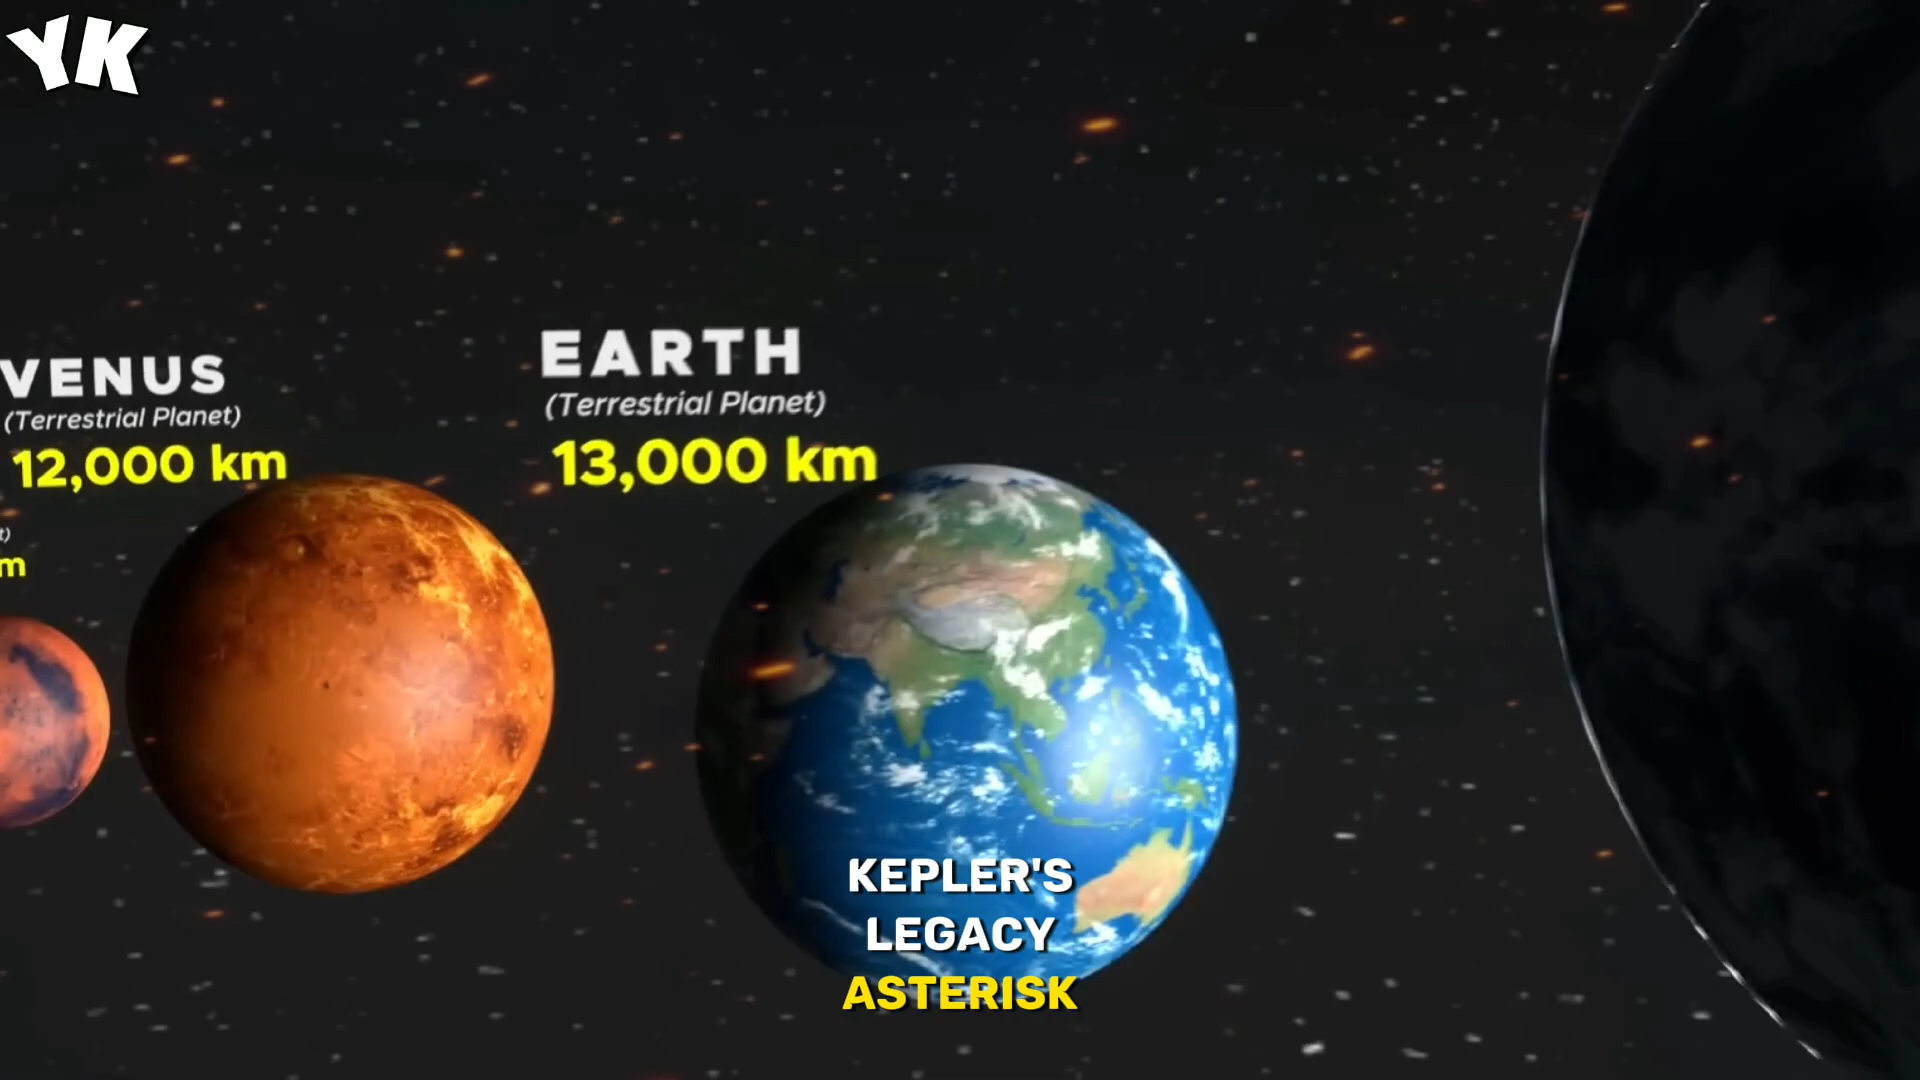 YK
VENUS
(Terrestrial Planet)
12,000 km
EARTH
(Terrestrial Planet)
13,000 km
t)
m
KEPLER'S
LEGACY
ASTERISK